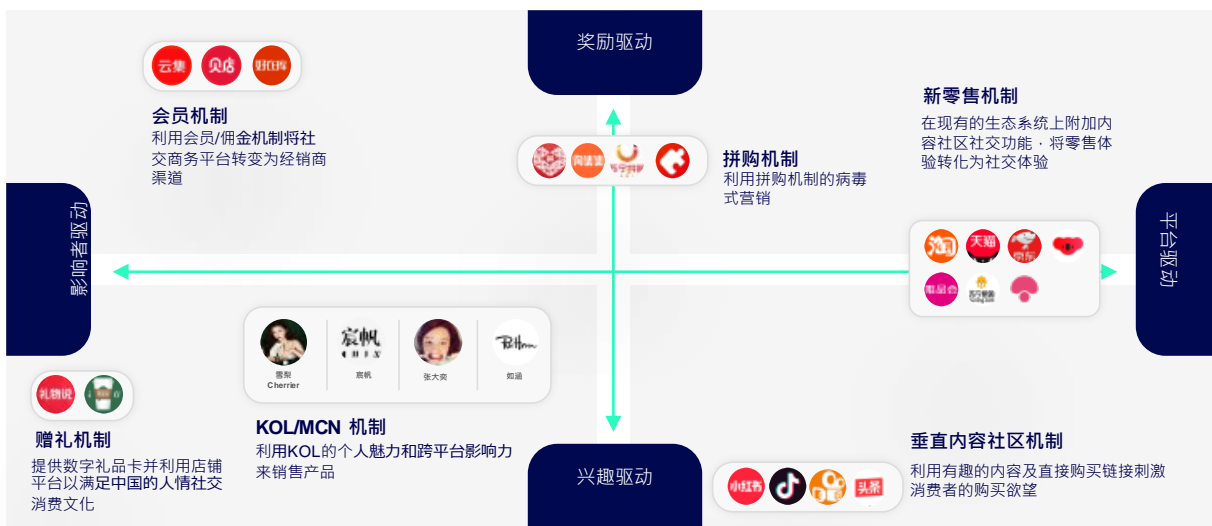 奖励驱动
云集
贝店
会员机制
利用会员/佣金机制将社
交商务平台转变为经销商
渠道
拼购机制
利用拼购机制的病毒
式营销
新零售机制
在现有的生态系统上附加内
容社区社交功能，将零售体
验转化为社交体验
影响者驱动
平台驱动
淘
天猫
京东
唯品会
苏宁易购
雪梨
Cherrier
宸帆
宸帆
张大奕
如涵
礼物说
赠礼机制
提供数字礼品卡并利用店铺
平台以满足中国的人情社交
消费文化
KOL/MCN 机制
利用KOL的个人魅力和跨平台影响力
来销售产品
兴趣驱动
小红书
头条
垂直内容社区机制
利用有趣的内容及直接购买链接刺激
消费者的购买欲望